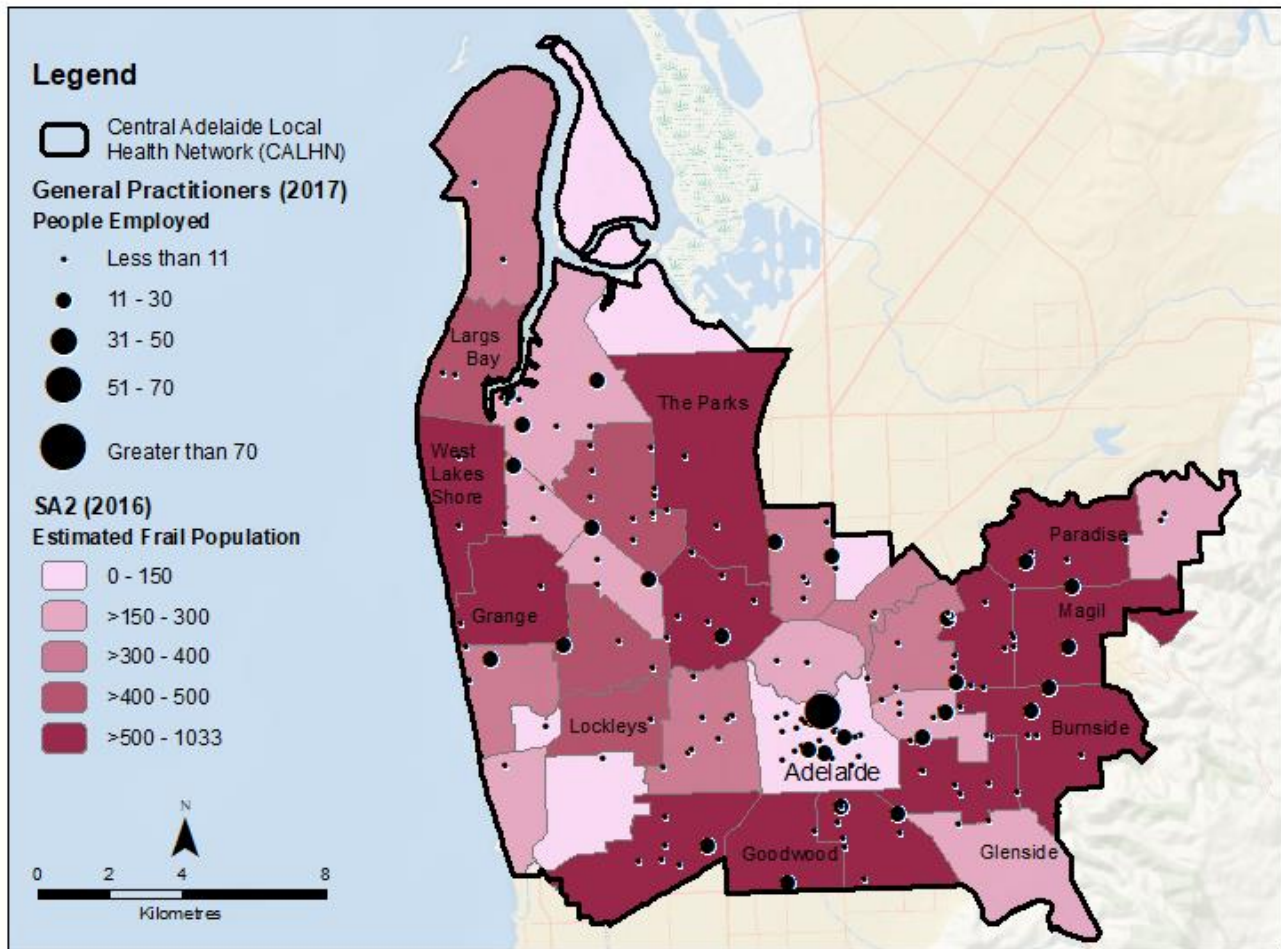 Legend
Central Adelaide Local
Health Network (CALHN)
General Practitioners (2017)
People Employed
Less than 11
11 - 30
31 - 50
51 - 70
Greater than 70
SA2 (2016)
Estimated Frail Population
0 - 150
>150 - 300
>300 - 400
>400 - 500
>500 - 1033
N
0 2 4 8
Kilometres
Largs
Bay
The Parks
West
Lakes
Shore
Paradise
Grange
Magil
Lockleys
Burnside
Adelaide
Goodwood
Glenside